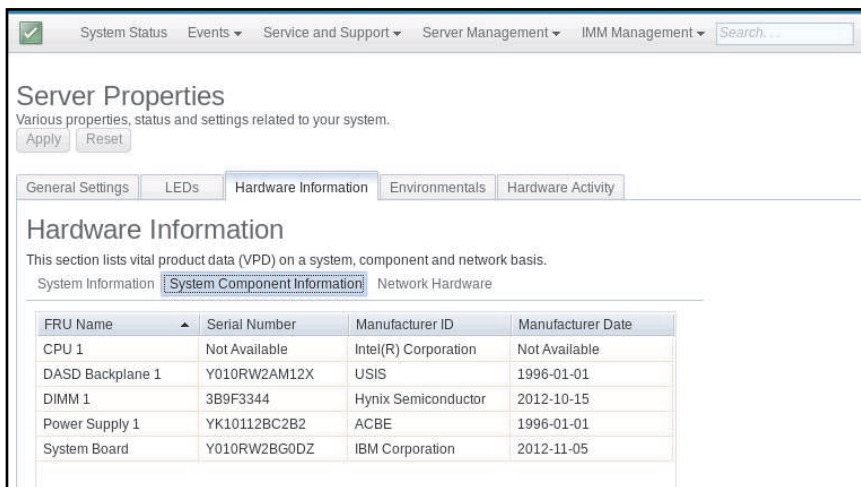 System Status Events Service and Support Server Management IMM Management Search. . .
Server Properties
Various properties, status and settings related to your system.
Apply Reset
General Settings LEDs Hardware Information Environmentals Hardware Activity
Hardware Information
This section lists vital product data (VPD) on a system, component and network basis.
System Information System Component Information Network Hardware
FRU Name Serial Number Manufacturer ID Manufacturer Date
CPU 1 Not Available Intel(R) Corporation Not Available
DASD Backplane 1 Y010RW2AM12X USIS 1996-01-01
DIMM 1 3B9F3344 Hynix Semiconductor 2012-10-15
Power Supply 1 YK10112BC2B2 ACBE 1996-01-01
System Board Y010RW2BG0DZ IBM Corporation 2012-11-05